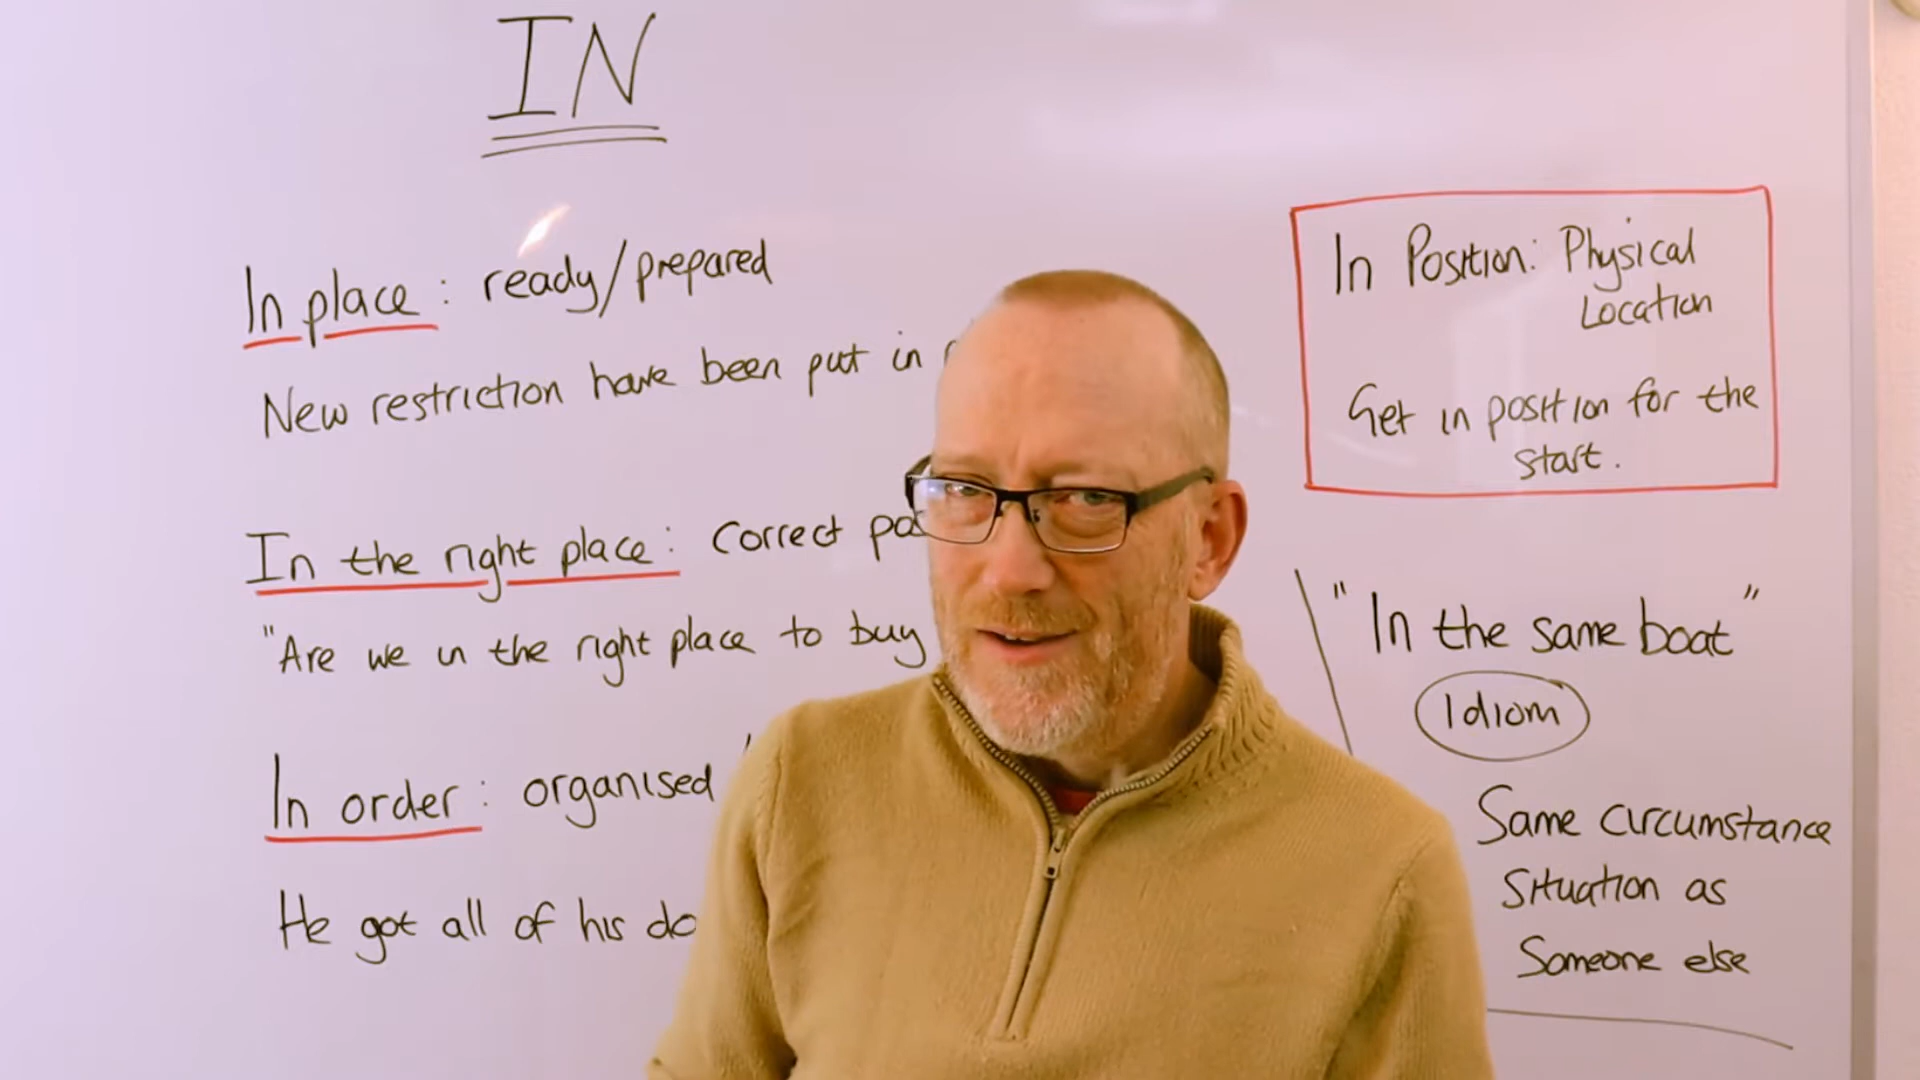 IN
In place: ready/prepared
New restriction have been put in
In the right place: Correct
"Are we in the right place to buy
In order: organised
He got all of his
In Position: Physical
Location
Get in position for the
start.
"In the same boat"
Idiom
Same circumstance
Situation as
Someone else